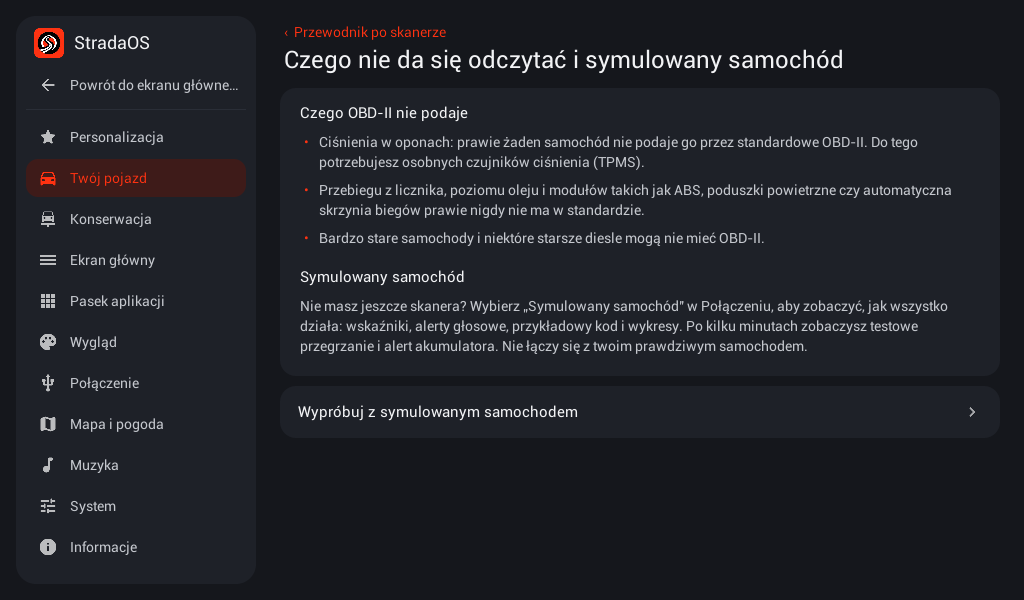 StradaOS
Powrót do ekranu główne...
Personalizacja
Twój pojazd
Konserwacja
Ekran główny
Pasek aplikacji
Wygląd
Połączenie
Mapa i pogoda
Muzyka
System
Informacje
‹ Przewodnik po skanerze
Czego nie da się odczytać i symulowany samochód
Czego OBD-II nie podaje
• Ciśnienia w oponach: prawie żaden samochód nie podaje go przez standardowe OBD-II. Do tego
potrzebujesz osobnych czujników ciśnienia (TPMS).
• Przebiegu z licznika, poziomu oleju i modułów takich jak ABS, poduszki powietrzne czy automatyczna
skrzynia biegów prawie nigdy nie ma w standardzie.
• Bardzo stare samochody i niektóre starsze diesle mogą nie mieć OBD-II.
Symulowany samochód
Nie masz jeszcze skanera? Wybierz „Symulowany samochód” w Połączeniu, aby zobaczyć, jak wszystko
działa: wskaźniki, alerty głosowe, przykładowy kod i wykresy. Po kilku minutach zobaczysz testowe
przegrzanie i alert akumulatora. Nie łączy się z twoim prawdziwym samochodem.
Wypróbuj z symulowanym samochodem